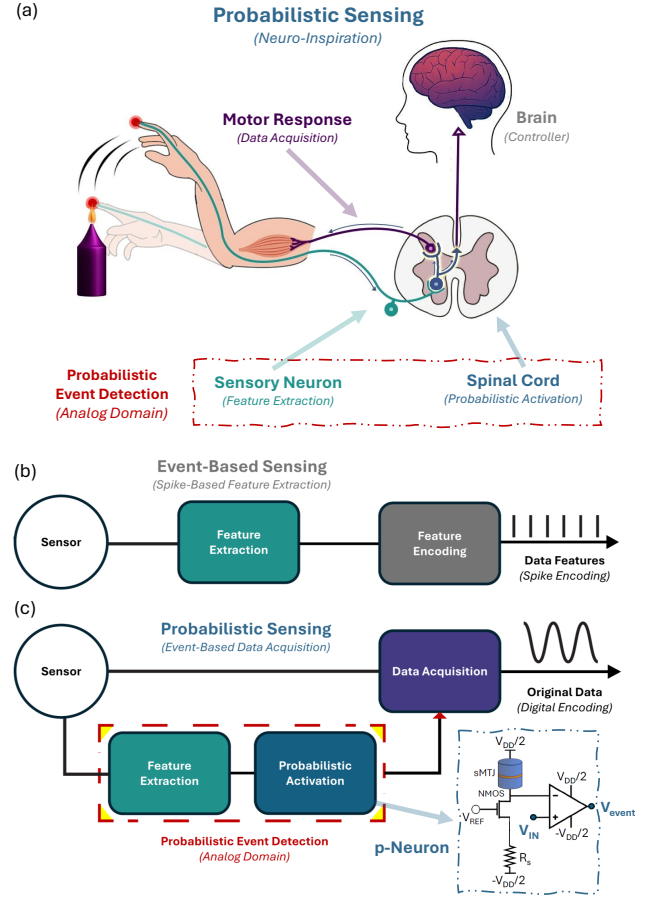 (a)
Probabilistic Sensing
(Neuro-Inspiration)
Motor Response
(Data Acquisition)
Brain
(Controller)
Probabilistic
Event Detection
(Analog Domain)
Sensory Neuron
(Feature Extraction)
Spinal Cord
(Probabilistic Activation)
(b)
Event-Based Sensing
(Spike-Based Feature Extraction)
Sensor
Feature
Extraction
Feature
Encoding
Data Features
(Spike Encoding)
(c)
Probabilistic Sensing
(Event-Based Data Acquisition)
Sensor
Data Acquisition
Original Data
(Digital Encoding)
Feature
Extraction
Probabilistic
Activation
Probabilistic Event Detection
(Analog Domain)
p-Neuron
VDD/2
sMTJ
NMOS
VREF
VIN
VDD/2
-VDD/2
Vevent
Rs
-VDD/2